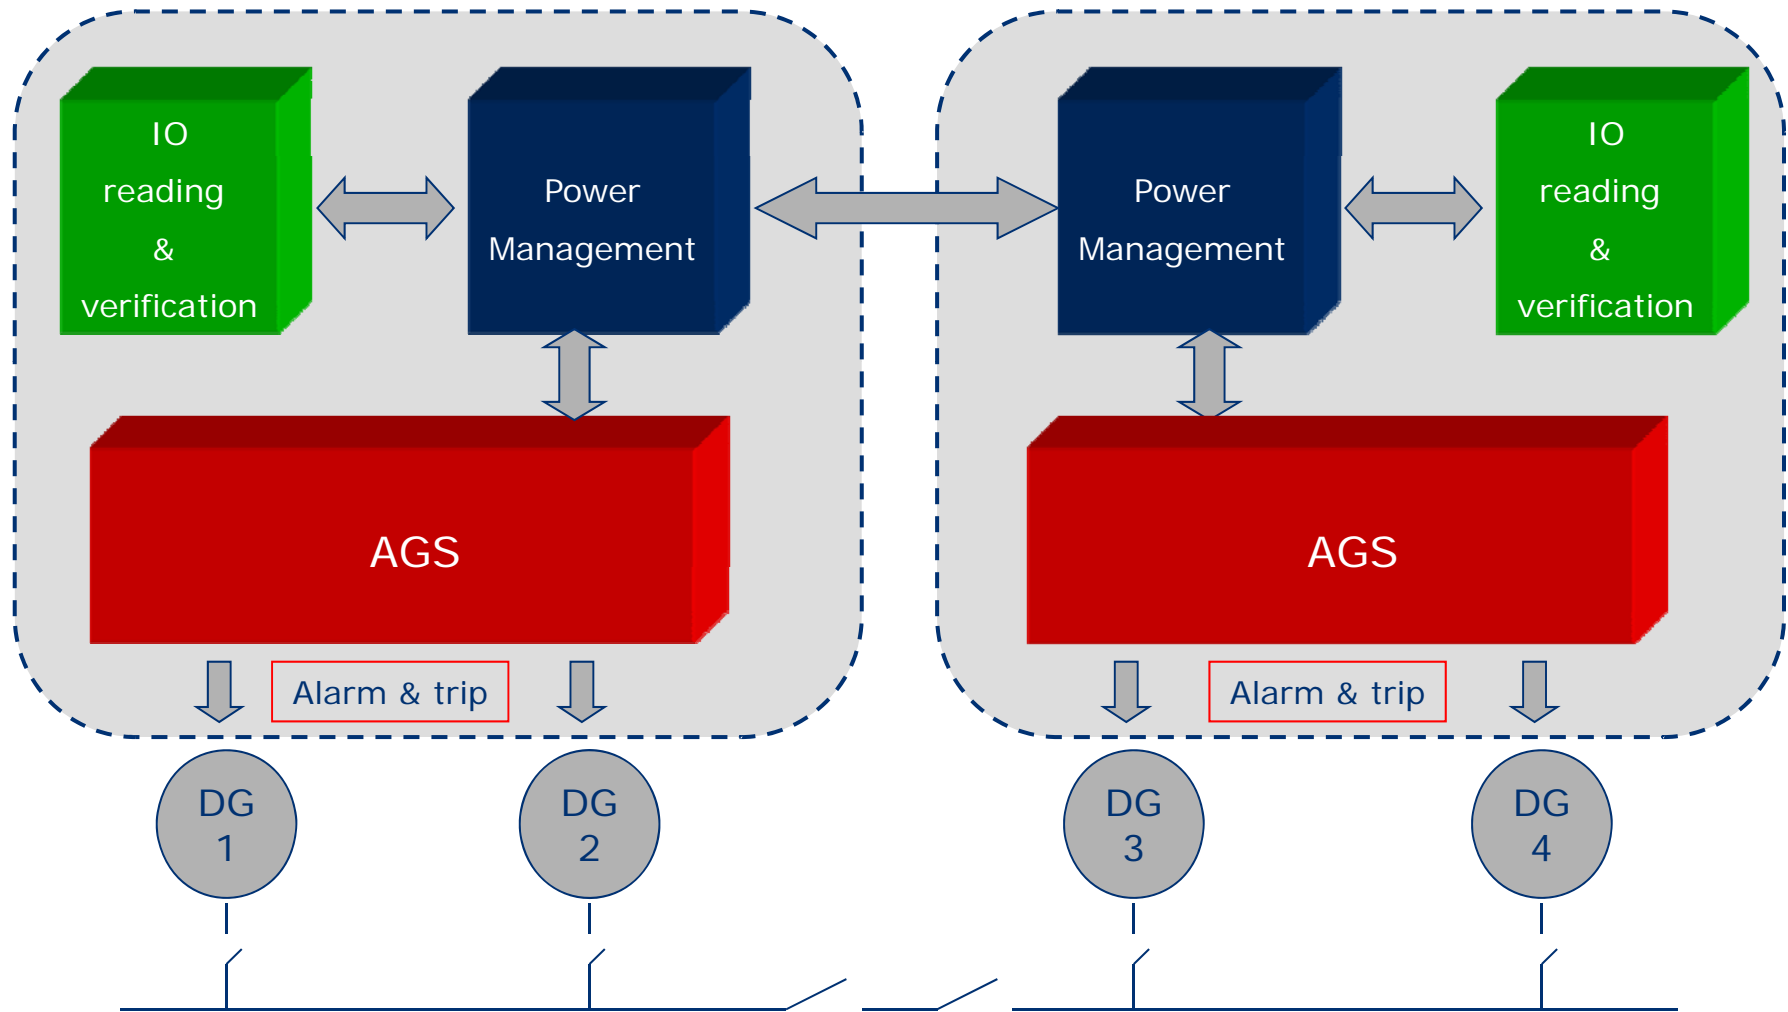 IO
reading
&
verification
Power
Management
Power
Management
IO
reading
&
verification
AGS
AGS
Alarm & trip
Alarm & trip
DG
1
DG
2
DG
3
DG
4